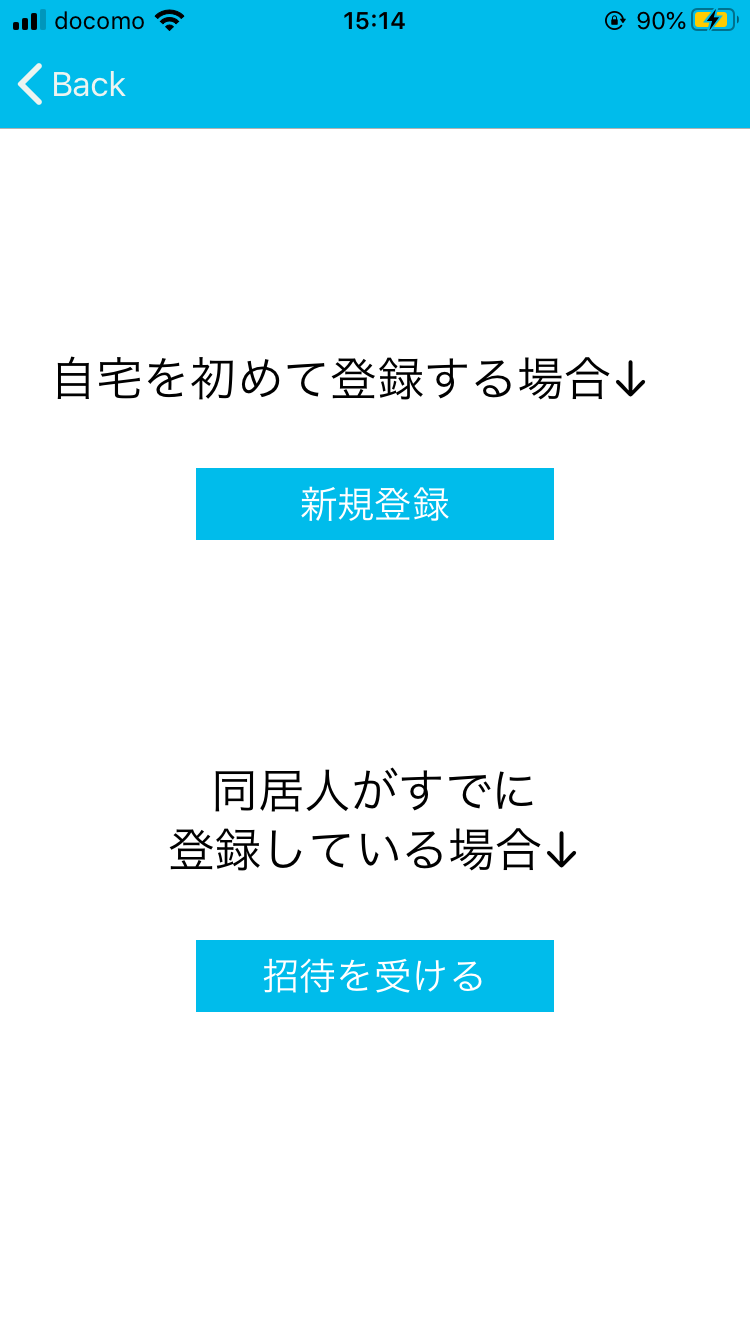 docomo 15:14 90%
Back
自宅を初めて登録する場合↓
新規登録
同居人がすでに
登録している場合↓
招待を受ける